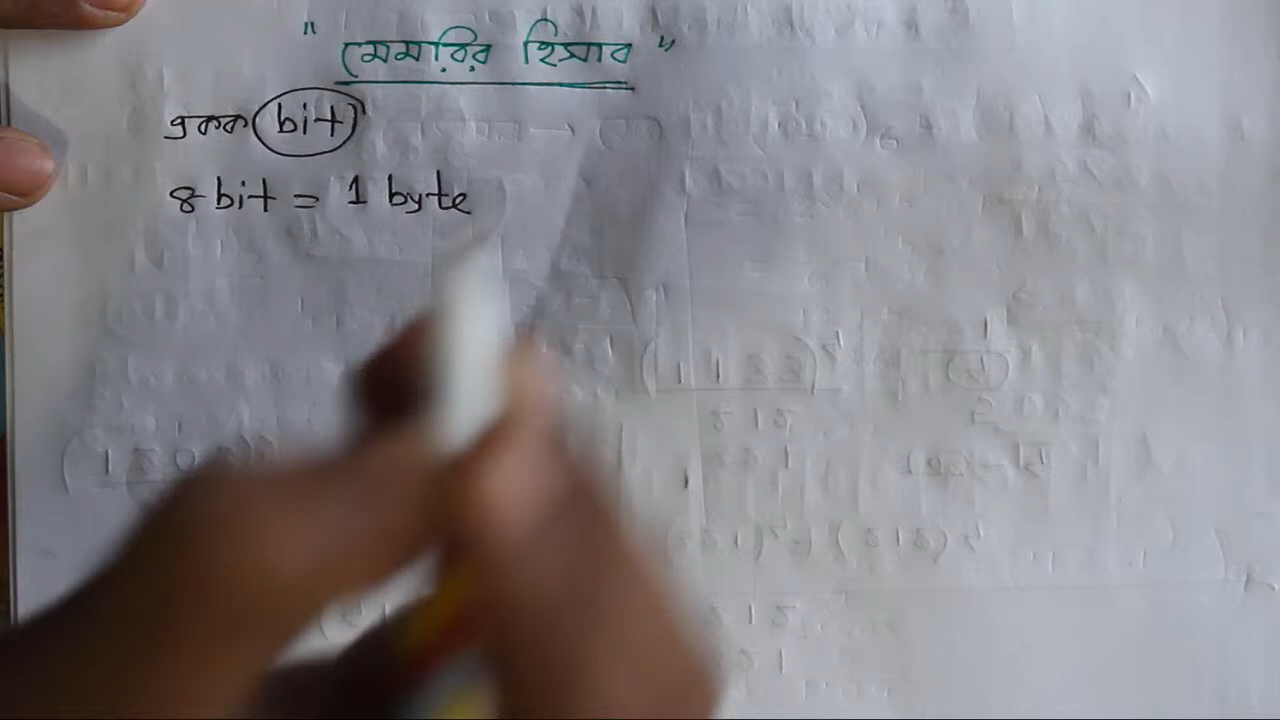 " মেমরির হিসাব "
একক bit
8 bit = 1 byte